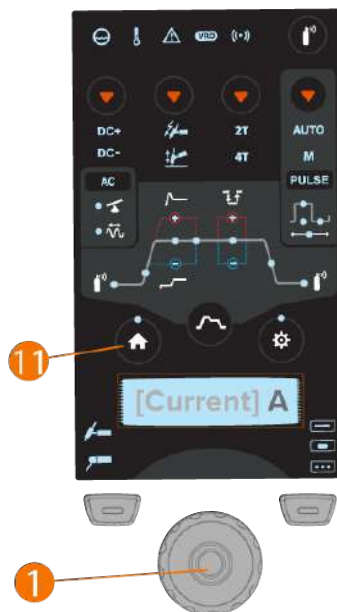 VRD
DC+ 2T AUTO
DC- 4T M
AC PULSE
11
[Current] A
1